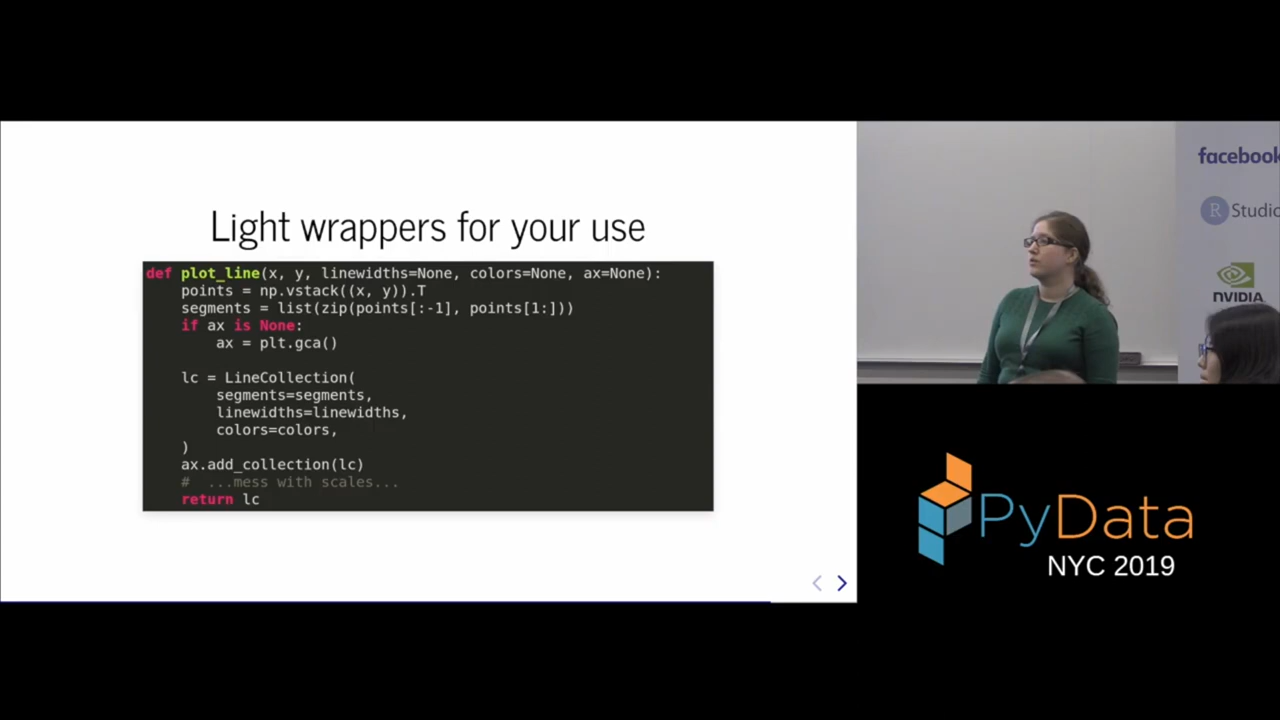 Light wrappers for your use
def plot_line(x, y, linewidths=None, colors=None, ax=None):
    points = np.vstack((x, y)).T
    segments = list(zip(points[:-1], points[1:]))
    if ax is None:
        ax = plt.gca()
    lc = LineCollection(
        segments=segments,
        linewidths=linewidths,
        colors=colors,
    )
    ax.add_collection(lc)
    #  ...mess with scales...
    return lc
facebook
R Studio
NVIDIA
PyData
NYC 2019